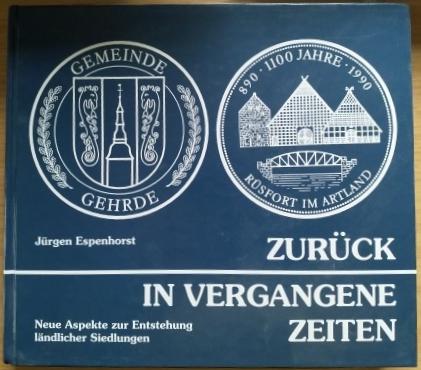 GEMEINDE
GEHRDE
890 · 1100 JAHRE · 1990
RÜSFORT IM ARTLAND
Jürgen Espenhorst
ZURÜCK
IN VERGANGENE
Neue Aspekte zur Entstehung
ländlicher Siedlungen
ZEITEN